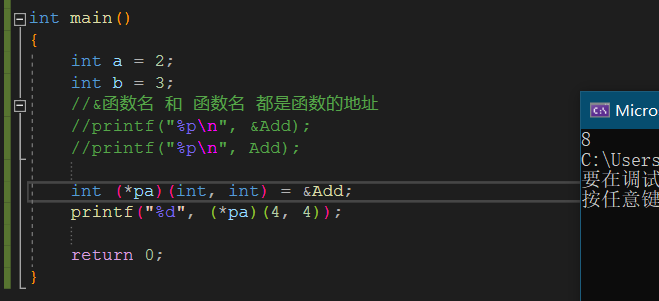 int main()
{
int a = 2;
int b = 3;
//&函数名 和 函数名 都是函数的地址
//printf("%p\n", &Add);
//printf("%p\n", Add);
int (*pa)(int, int) = &Add;
printf("%d", (*pa)(4, 4));
return 0;
}
Micro
8
C:\Users
要在调试
按任意键